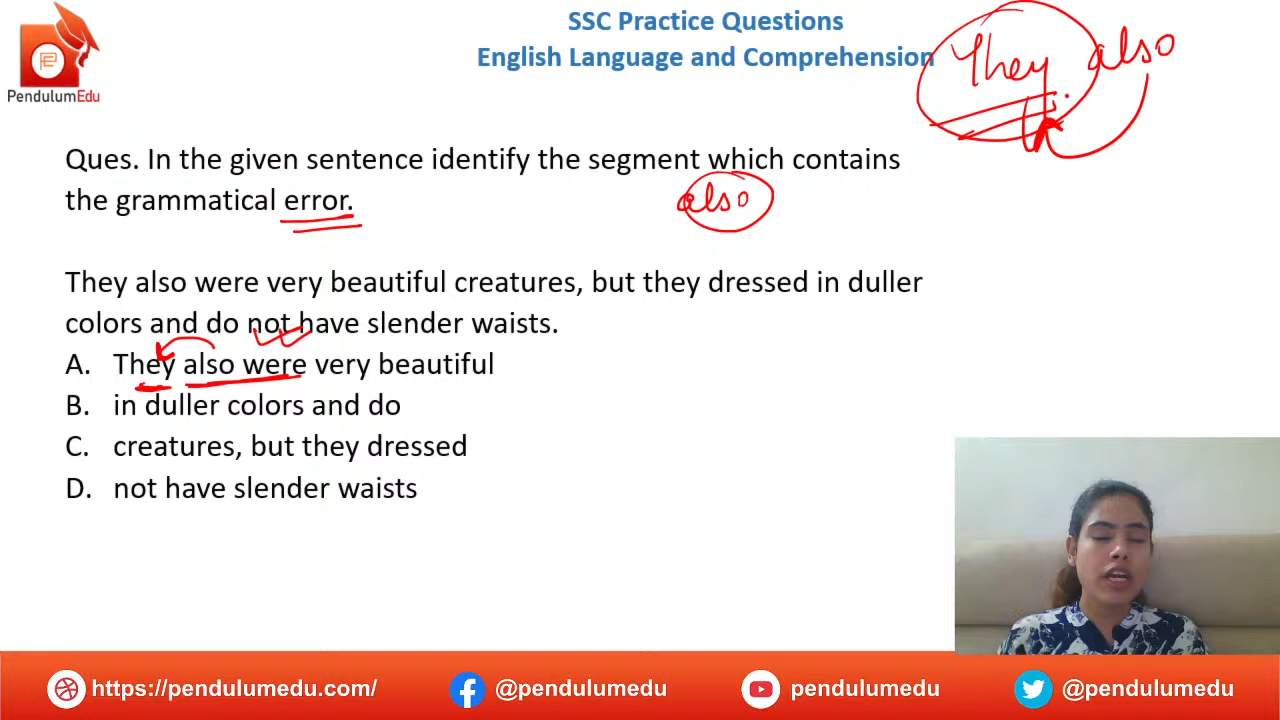 SSC Practice Questions
English Language and Comprehension
They also
PendulumEdu
Ques. In the given sentence identify the segment which contains
the grammatical error.
also
They also were very beautiful creatures, but they dressed in duller
colors and do not have slender waists.
A. They also were very beautiful
B. in duller colors and do
C. creatures, but they dressed
D. not have slender waists
https://pendulumedu.com/ @pendulumedu pendulumedu @pendulumedu